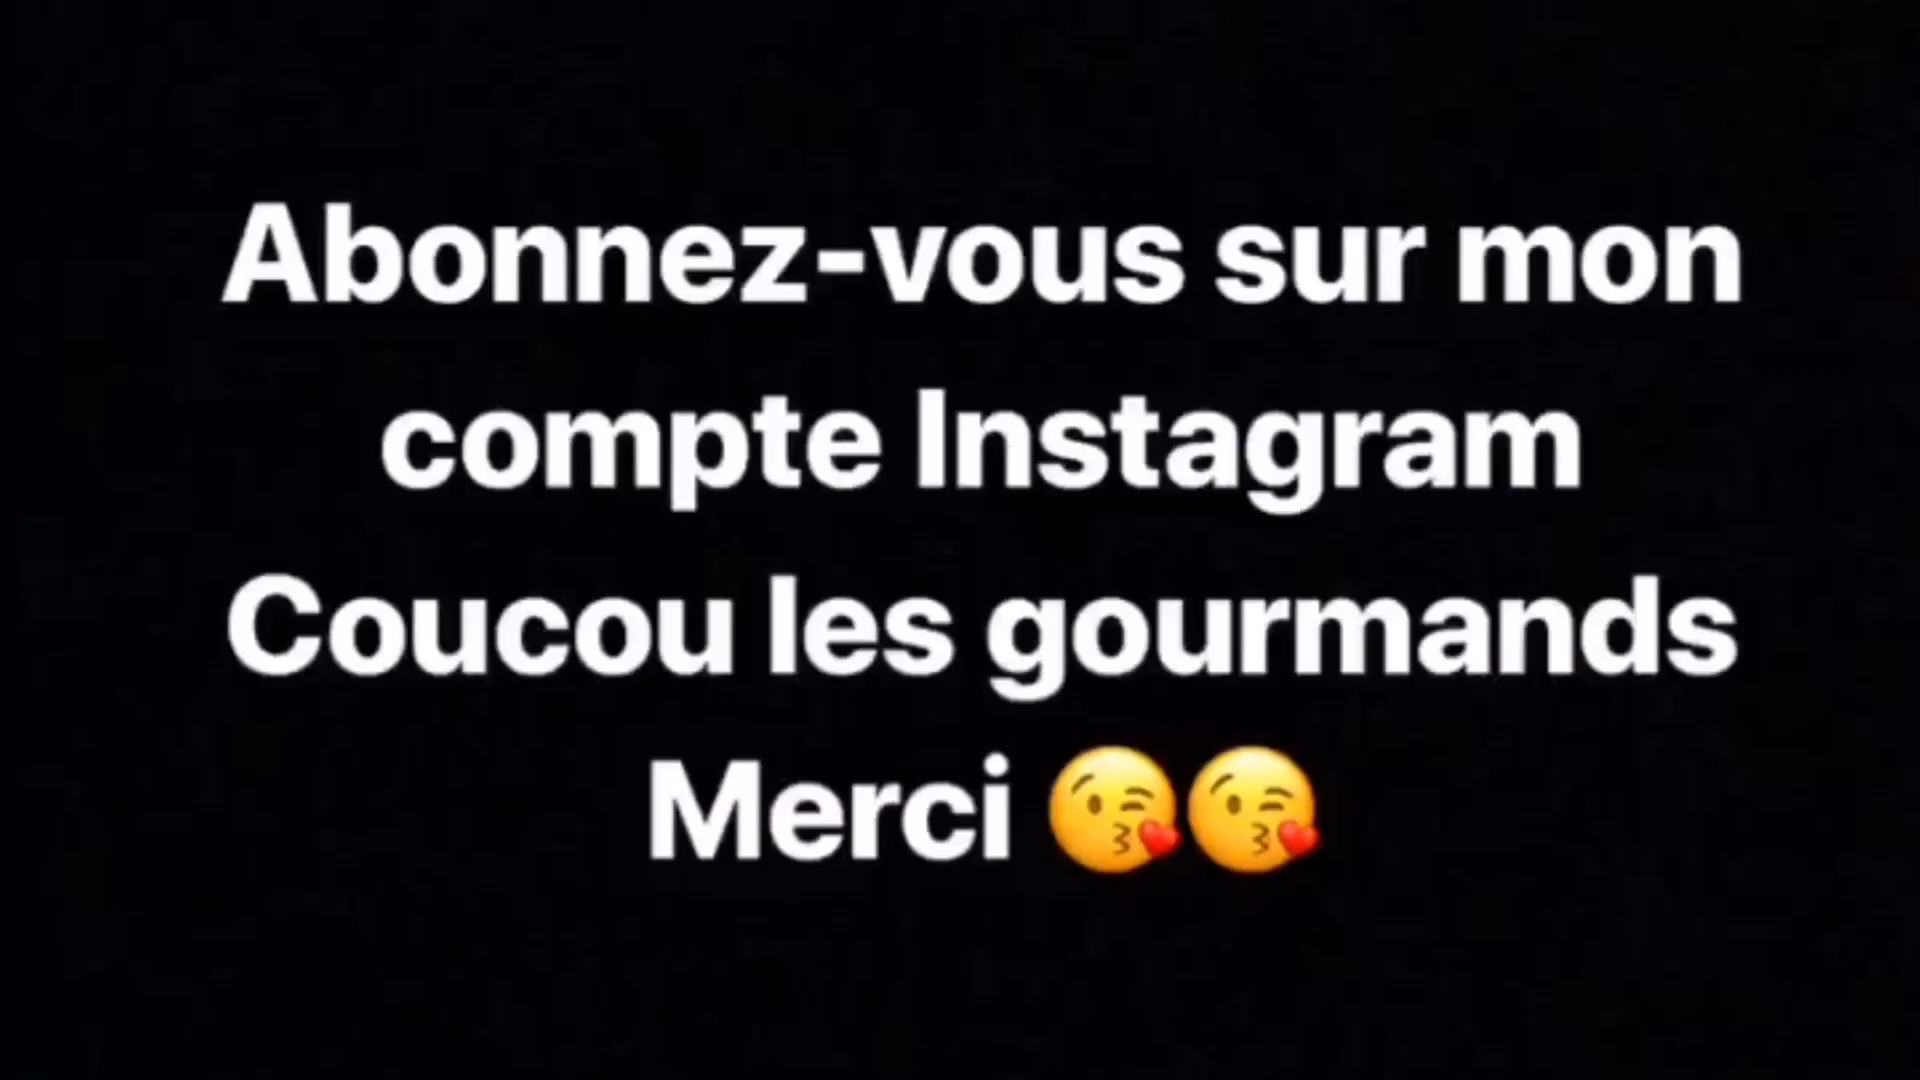 Abonnez-vous sur mon
compte Instagram
Coucou les gourmands
Merci 😘😘